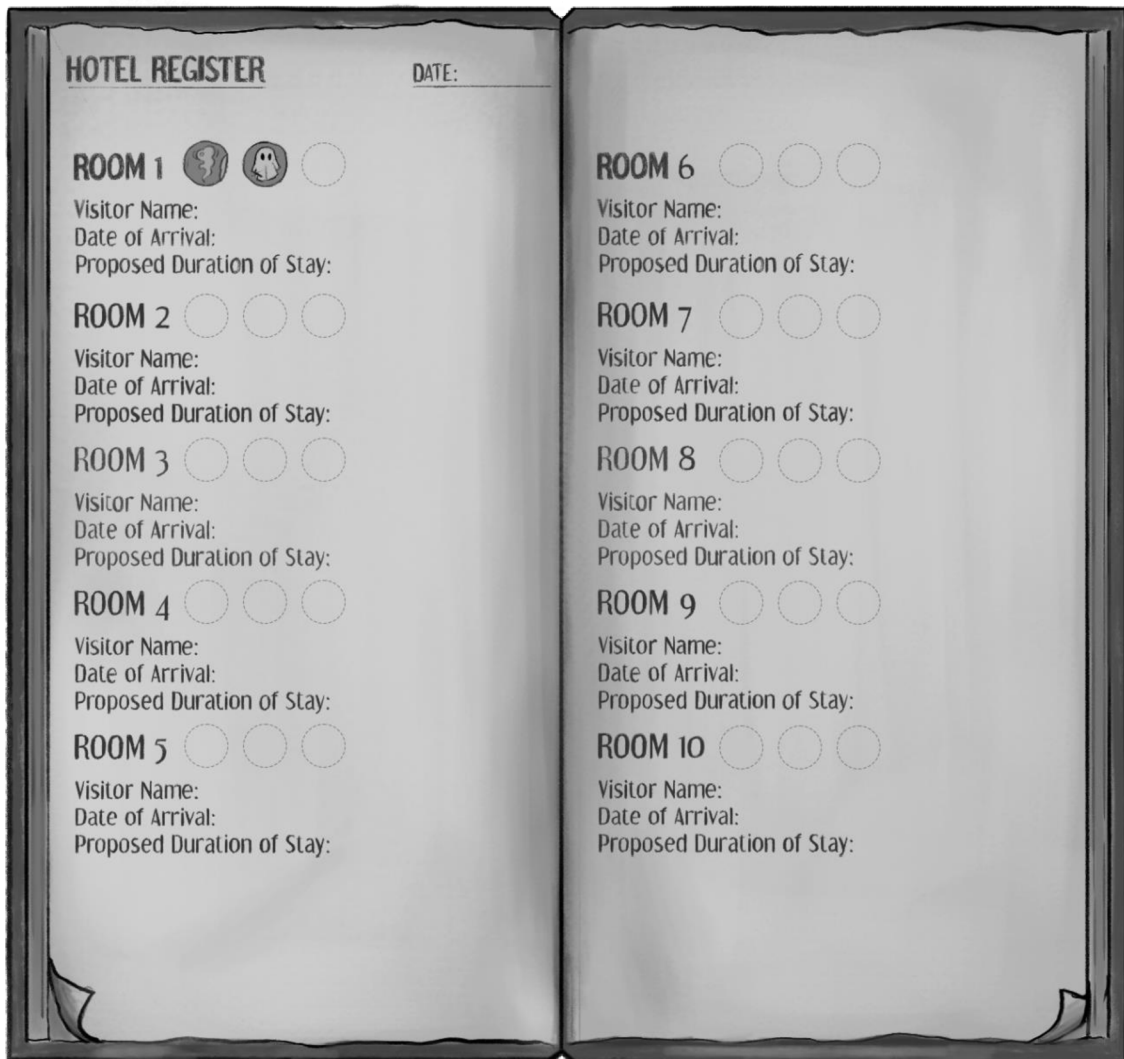 HOTEL REGISTER
DATE:
ROOM 1
Visitor Name:
Date of Arrival:
Proposed Duration of Stay:
ROOM 2
Visitor Name:
Date of Arrival:
Proposed Duration of Stay:
ROOM 3
Visitor Name:
Date of Arrival:
Proposed Duration of Stay:
ROOM 4
Visitor Name:
Date of Arrival:
Proposed Duration of Stay:
ROOM 5
Visitor Name:
Date of Arrival:
Proposed Duration of Stay:
ROOM 6
Visitor Name:
Date of Arrival:
Proposed Duration of Stay:
ROOM 7
Visitor Name:
Date of Arrival:
Proposed Duration of Stay:
ROOM 8
Visitor Name:
Date of Arrival:
Proposed Duration of Stay:
ROOM 9
Visitor Name:
Date of Arrival:
Proposed Duration of Stay:
ROOM 10
Visitor Name:
Date of Arrival:
Proposed Duration of Stay: